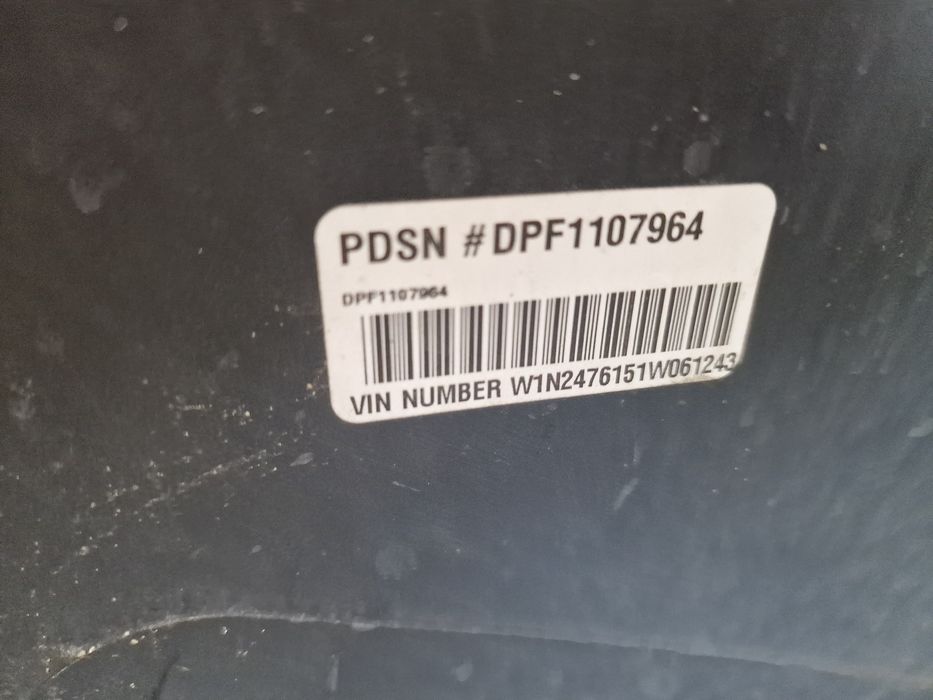 PDSN #DPF1107964
DPF1107964
VIN NUMBER W1N2476151W061243